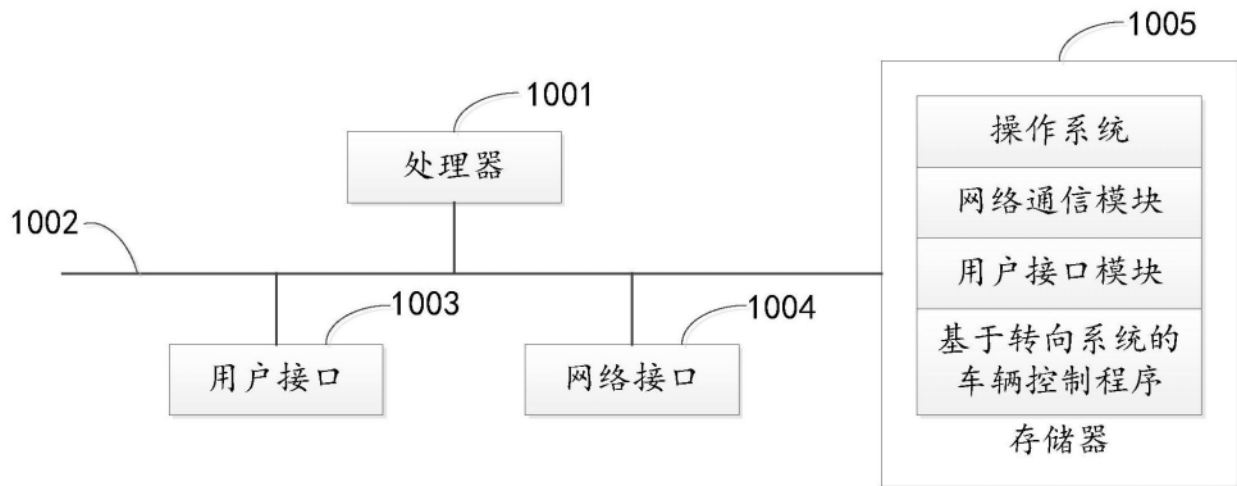 1005
1001
操作系统
处理器
网络通信模块
1002
用户接口模块
1003
1004
基于转向系统的
用户接口
网络接口
车辆控制程序
存储器